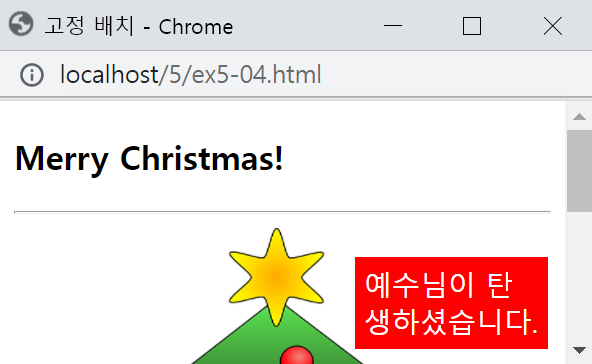 고정 배치 - Chrome
localhost/5/ex5-04.html
Merry Christmas!
예수님이 탄
생하셨습니다.